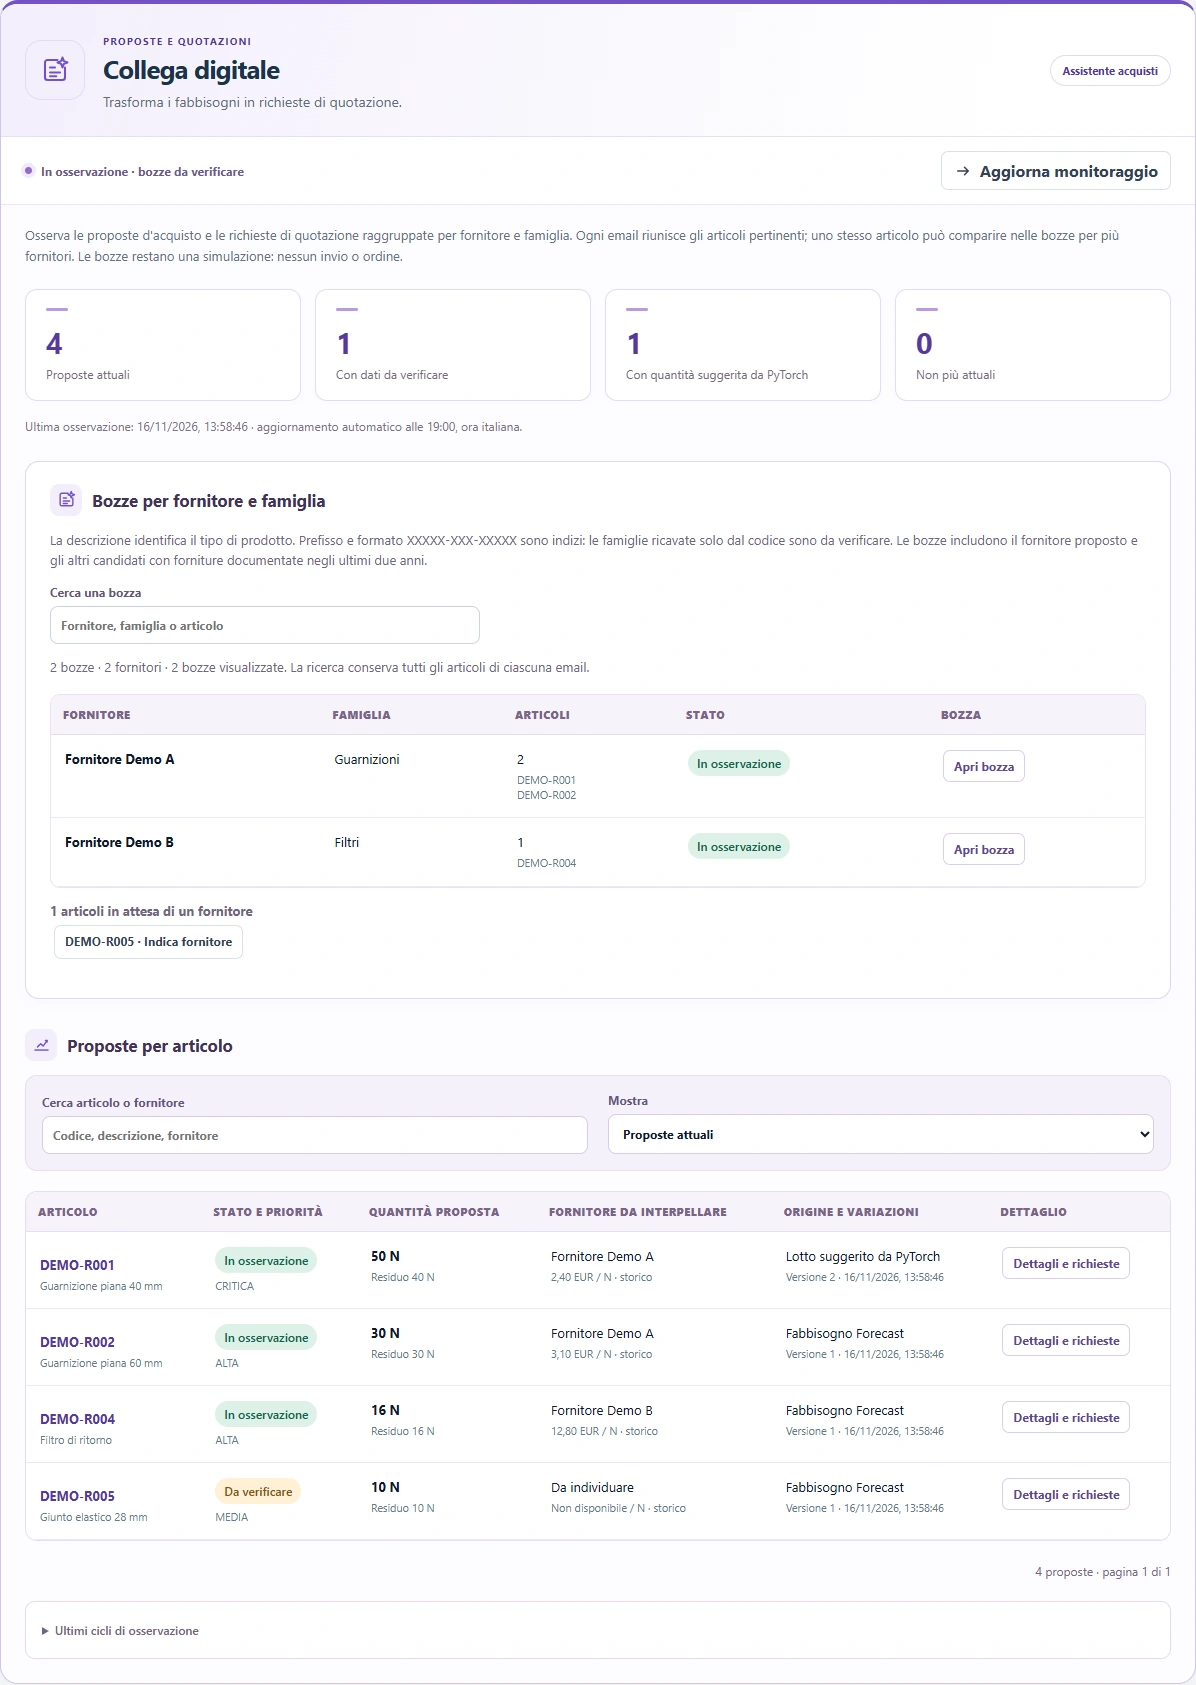 PROPOSTE E QUOTAZIONI
Collega digitale
Trasforma i fabbisogni in richieste di quotazione.
Assistente acquisti
In osservazione · bozze da verificare
→ Aggiorna monitoraggio
Osserva le proposte d'acquisto e le richieste di quotazione raggruppate per fornitore e famiglia. Ogni email riunisce gli articoli pertinenti; uno stesso articolo può comparire nelle bozze per più
fornitori. Le bozze restano una simulazione: nessun invio o ordine.
4
Proposte attuali
1
Con dati da verificare
1
Con quantità suggerita da PyTorch
0
Non più attuali
Ultima osservazione: 16/11/2026, 13:58:46 · aggiornamento automatico alle 19:00, ora italiana.
Bozze per fornitore e famiglia
La descrizione identifica il tipo di prodotto. Prefisso e formato XXXXX-XXX-XXXXX sono indizi: le famiglie ricavate solo dal codice sono da verificare. Le bozze includono il fornitore proposto e
gli altri candidati con forniture documentate negli ultimi due anni.
Cerca una bozza
Fornitore, famiglia o articolo
2 bozze · 2 fornitori · 2 bozze visualizzate. La ricerca conserva tutti gli articoli di ciascuna email.
FORNITORE FAMIGLIA ARTICOLI STATO BOZZA
Fornitore Demo A Guarnizioni 2 In osservazione Apri bozza
DEMO-R001
DEMO-R002
Fornitore Demo B Filtri 1 In osservazione Apri bozza
DEMO-R004
1 articoli in attesa di un fornitore
DEMO-R005 · Indica fornitore
Proposte per articolo
Cerca articolo o fornitore
Codice, descrizione, fornitore
Mostra
Proposte attuali
ARTICOLO STATO E PRIORITÀ QUANTITÀ PROPOSTA FORNITORE DA INTERPELLARE ORIGINE E VARIAZIONI DETTAGLIO
DEMO-R001 In osservazione 50 N Fornitore Demo A Lotto suggerito da PyTorch Dettagli e richieste
Guarnizione piana 40 mm CRITICA Residuo 40 N 2,40 EUR / N · storico Versione 2 · 16/11/2026, 13:58:46
DEMO-R002 In osservazione 30 N Fornitore Demo A Fabbisogno Forecast Dettagli e richieste
Guarnizione piana 60 mm ALTA Residuo 30 N 3,10 EUR / N · storico Versione 1 · 16/11/2026, 13:58:46
DEMO-R004 In osservazione 16 N Fornitore Demo B Fabbisogno Forecast Dettagli e richieste
Filtro di ritorno ALTA Residuo 16 N 12,80 EUR / N · storico Versione 1 · 16/11/2026, 13:58:46
DEMO-R005 Da verificare 10 N Da individuare Fabbisogno Forecast Dettagli e richieste
Giunto elastico 28 mm MEDIA Residuo 10 N Non disponibile / N · storico Versione 1 · 16/11/2026, 13:58:46
4 proposte · pagina 1 di 1
Ultimi cicli di osservazione